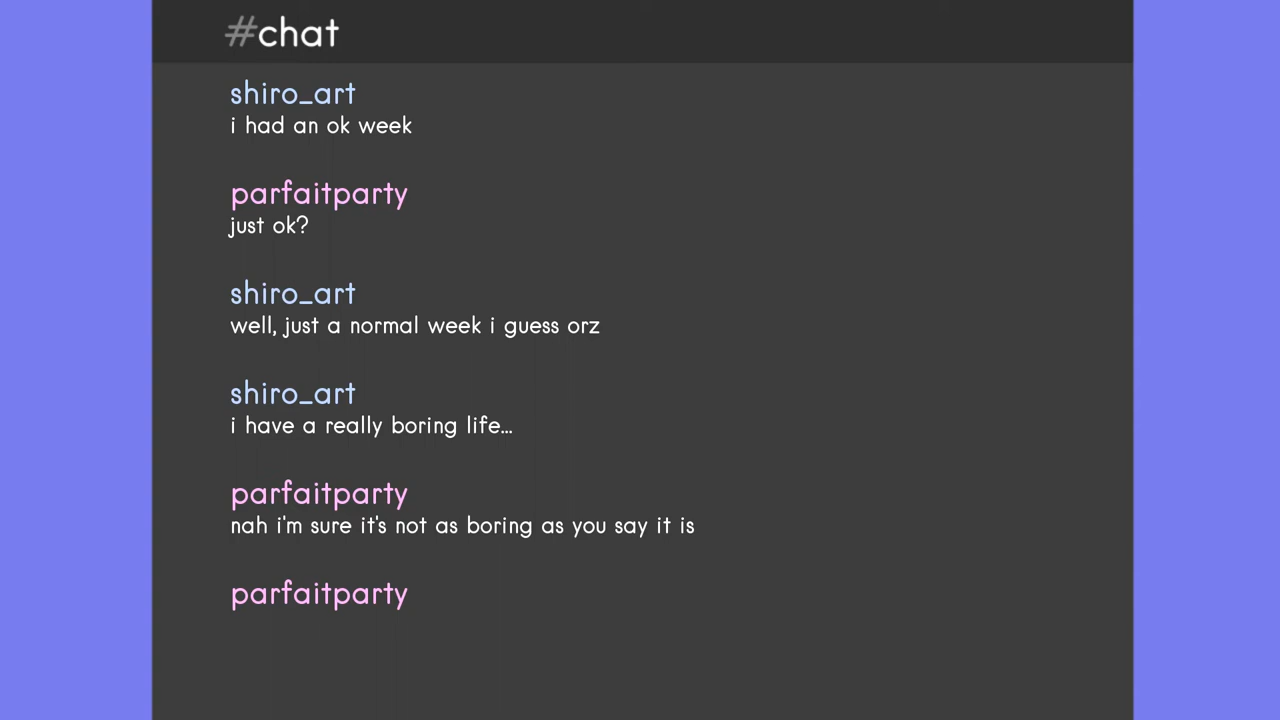 #chat
shiro_art
i had an ok week
parfaitparty
just ok?
shiro_art
well, just a normal week i guess orz
shiro_art
i have a really boring life...
parfaitparty
nah i'm sure it's not as boring as you say it is
parfaitparty